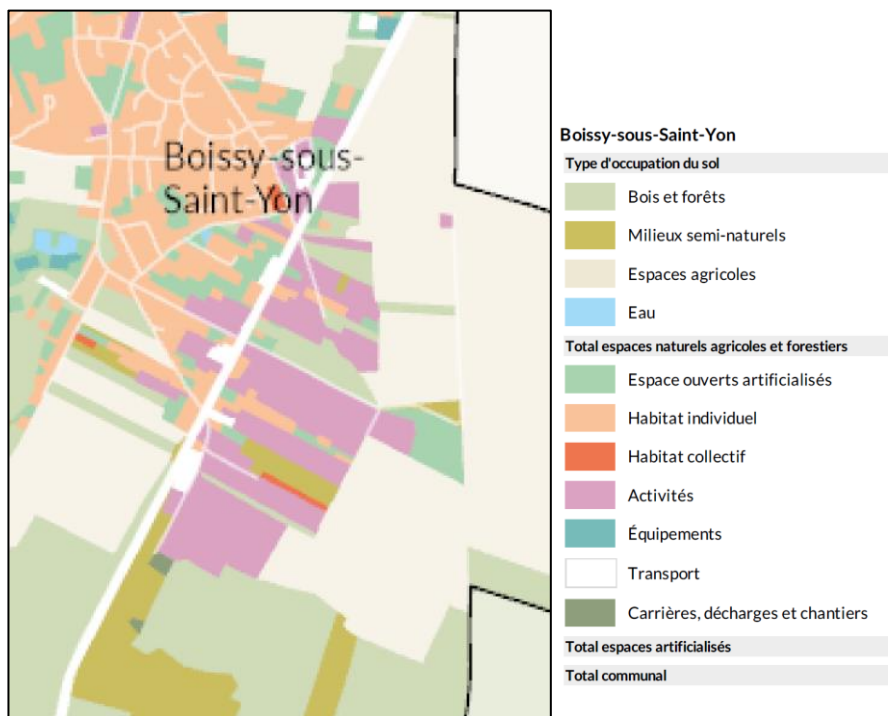 Boissy-sous-
Saint-Yon
Boissy-sous-Saint-Yon
Type d'occupation du sol
Bois et forêts
Milieux semi-naturels
Espaces agricoles
Eau
Total espaces naturels agricoles et forestiers
Espace ouverts artificialisés
Habitat individuel
Habitat collectif
Activités
Équipements
Transport
Carrières, décharges et chantiers
Total espaces artificialisés
Total communal